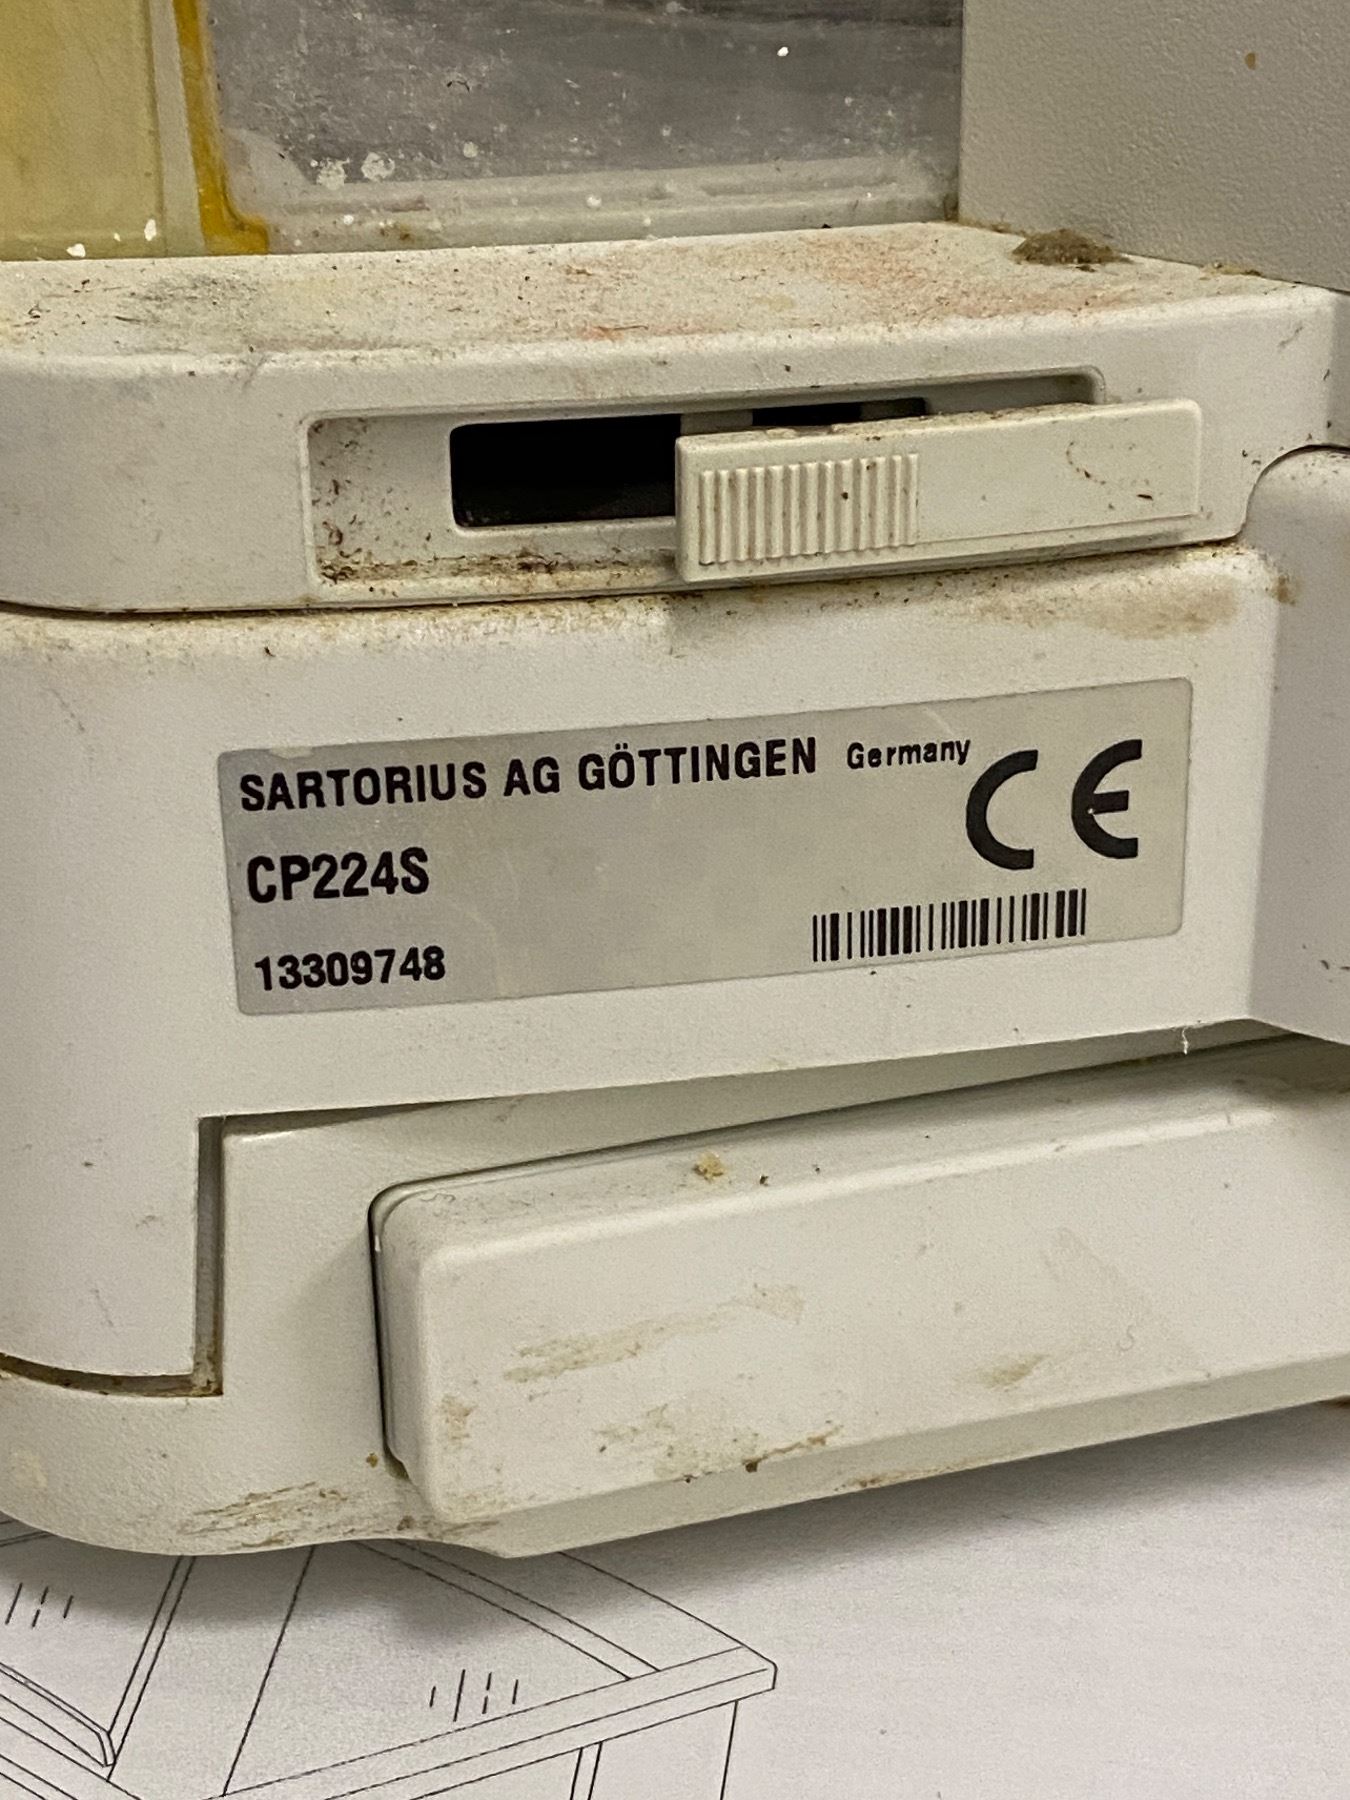 SARTORIUS AG GÖTTINGEN Germany CE
CP224S
13309748